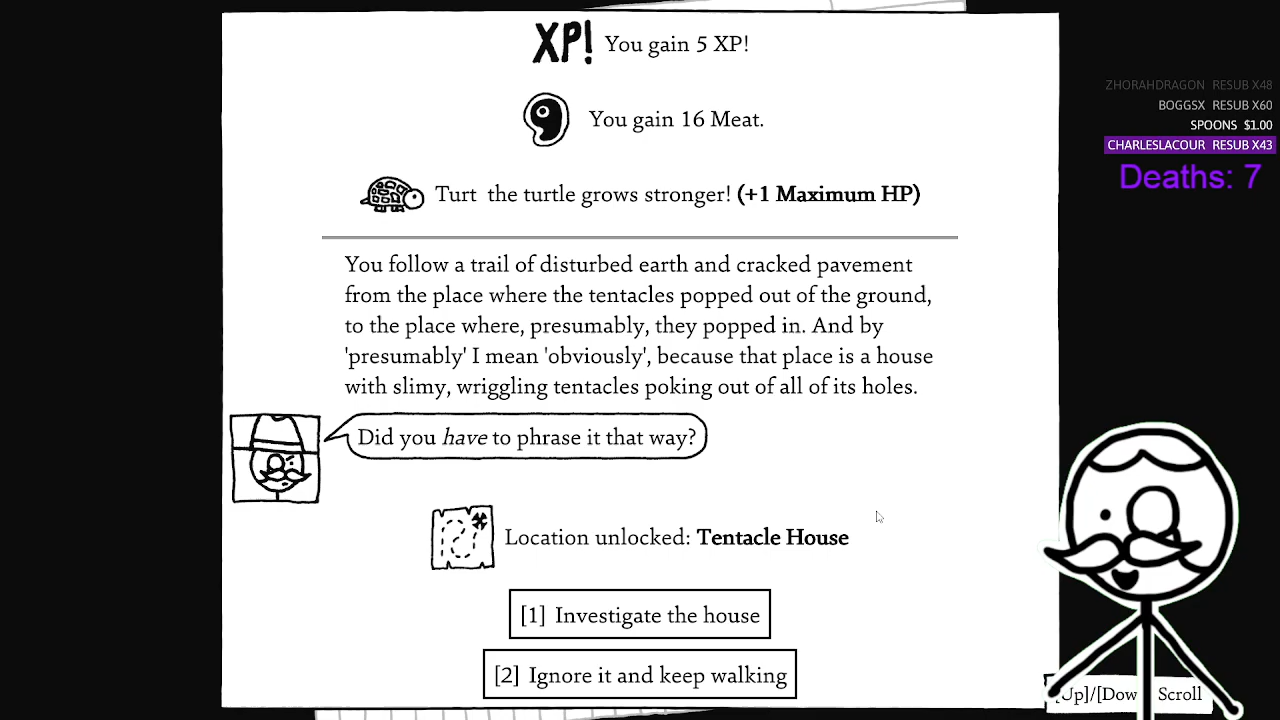 XP! You gain 5 XP!
You gain 16 Meat.
Turt the turtle grows stronger! (+1 Maximum HP)
You follow a trail of disturbed earth and cracked pavement
from the place where the tentacles popped out of the ground,
to the place where, presumably, they popped in. And by
'presumably' I mean 'obviously', because that place is a house
with slimy, wriggling tentacles poking out of all of its holes.
Did you have to phrase it that way?
Location unlocked: Tentacle House
[1] Investigate the house
[2] Ignore it and keep walking
ZHORAHDRAGON RESUB X48
BOGGSX RESUB X60
SPOONS $1.00
CHARLESLACOUR RESUB X43
Deaths: 7
Up]/[Dow Scroll